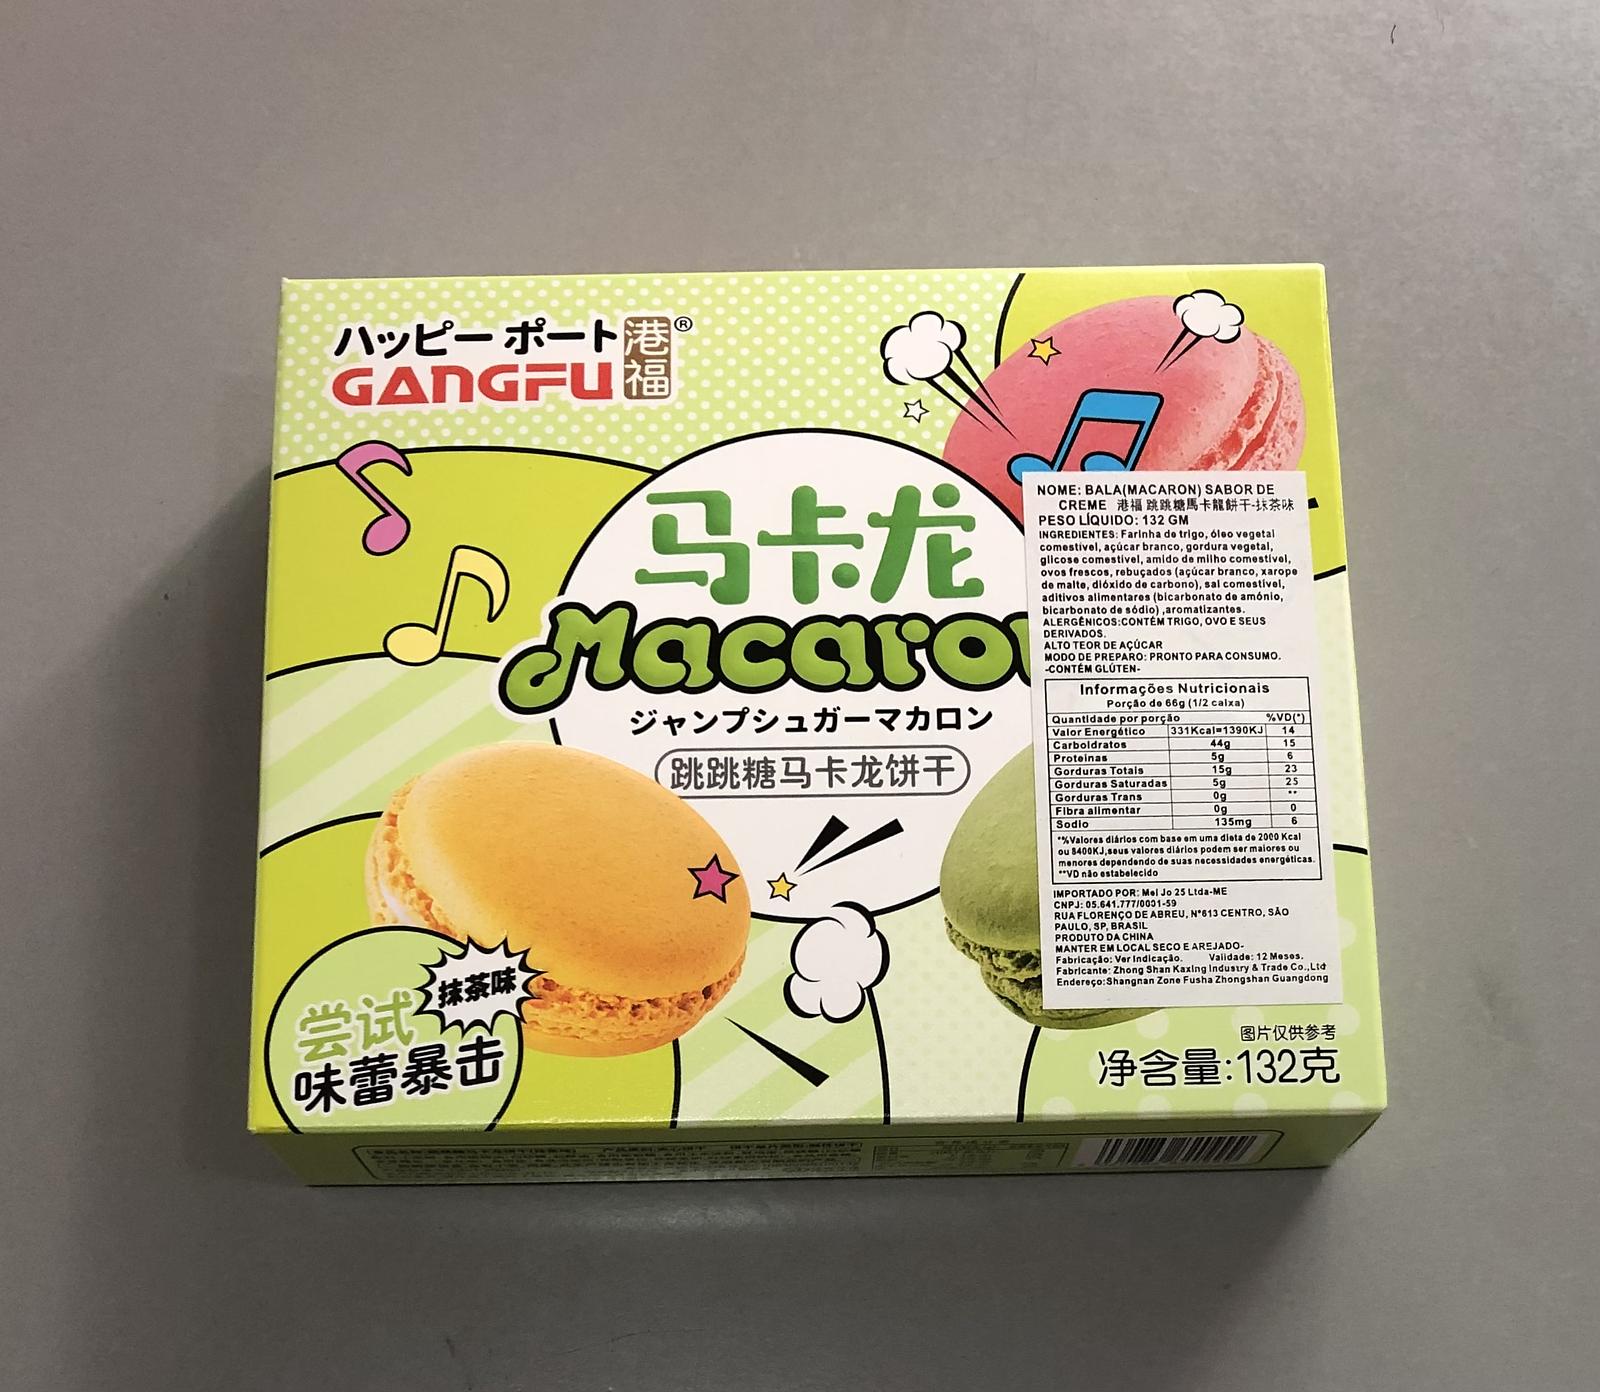 ハッピー ポート
GANGFU
港福®
马卡龙
Macaron
ジャンプシュガーマカロン
跳跳糖马卡龙饼干
抹茶味
尝试
味蕾暴击
NOME: BALA(MACARON) SABOR DE
CREME 港福 跳跳糖馬卡龍餅干-抹茶味
PESO LÍQUIDO: 132 GM
INGREDIENTES: Farinha de trigo, óleo vegetal
comestível, açúcar branco, gordura vegetal,
glicose comestível, amido de milho comestível,
ovos frescos, rebuçados (açúcar branco, xarope
de malte, dióxido de carbono), sal comestível,
aditivos alimentares (bicarbonato de amónio,
bicarbonato de sódio) ,aromatizantes.
ALERGÊNICOS:CONTÉM TRIGO, OVO E SEUS
DERIVADOS.
ALTO TEOR DE AÇÚCAR
MODO DE PREPARO: PRONTO PARA CONSUMO.
-CONTÉM GLÚTEN-
Informações Nutricionais
Porção de 66g (1/2 caixa)
Quantidade por porção %VD(*)
Valor Energético 331Kcal=1390KJ 14
Carboidratos 44g 15
Proteinas 5g 6
Gorduras Totais 15g 23
Gorduras Saturadas 5g 25
Gorduras Trans 0g **
Fibra alimentar 0g 0
Sodio 135mg 6
*%Valores diários com base em uma dieta de 2000 Kcal
ou 8400KJ,seus valores diários podem ser maiores ou
menores dependendo de suas necessidades energéticas.
**VD não estabelecido
IMPORTADO POR: Mei Jo 25 Ltda-ME
CNPJ: 05.641.777/0001-59
RUA FLORENÇO DE ABREU, N°613 CENTRO, SÃO
PAULO, SP, BRASIL
PRODUTO DA CHINA
MANTER EM LOCAL SECO E AREJADO-
Fabricação: Ver Indicação. Validade: 12 Meses.
Fabricante: Zhong Shan Kaxing Industry & Trade Co.,Ltd
Endereço:Shangnan Zone Fusha Zhongshan Guangdong
图片仅供参考
净含量:132克